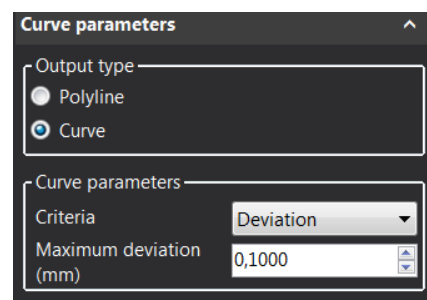 Curve parameters
Output type
Polyline
Curve
Curve parameters
Criteria Deviation
Maximum deviation
(mm) 0,1000